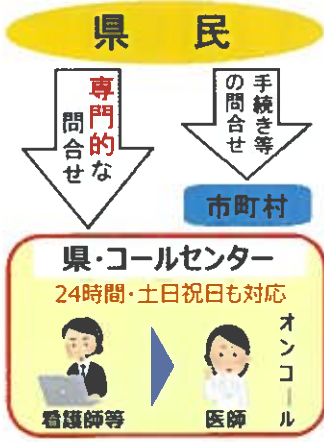 県 民
専門的な
問合せ
手続き等
の問合せ
市町村
県・コールセンター
24時間・土日祝日も対応
看護師等
医師
オンコール